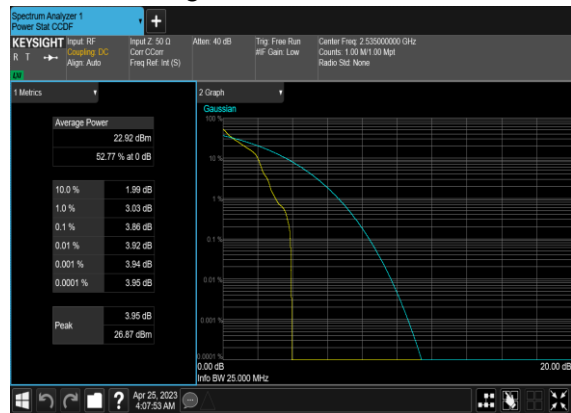 Spectrum Analyzer 1
Power Stat CCDF
KEYSIGHT
R T
Input: RF
Coupling: DC
Align: Auto
Input Z: 50 Ω
Corr CCorr
Freq Ref: Int (S)
Atten: 40 dB
Trig: Free Run
#IF Gain: Low
Center Freq: 2.535000000 GHz
Counts: 1.00 M/1.00 Mpt
Radio Std: None
1 Metrics
Average Power
22.92 dBm
52.77 % at 0 dB
10.0 % 1.99 dB
1.0 % 3.03 dB
0.1 % 3.86 dB
0.01 % 3.92 dB
0.001 % 3.94 dB
0.0001 % 3.95 dB
Peak
3.95 dB
26.87 dBm
2 Graph
Gaussian
100 %
10 %
1 %
0.1 %
0.01 %
0.001 %
0.0001 %
0.00 dB
20.00 dB
Info BW 25.000 MHz
?
Apr 25, 2023
4:07:53 AM